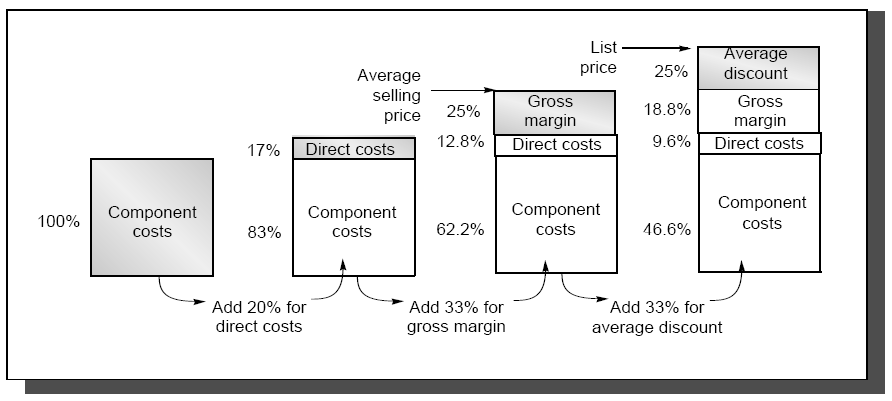 100%
Component
costs
Add 20% for
direct costs
17%
Direct costs
83%
Component
costs
Add 33% for
gross margin
Average
selling
price
25%
Gross
margin
12.8%
Direct costs
62.2%
Component
costs
Add 33% for
average discount
List
price
25%
Average
discount
18.8%
Gross
margin
9.6%
Direct costs
46.6%
Component
costs